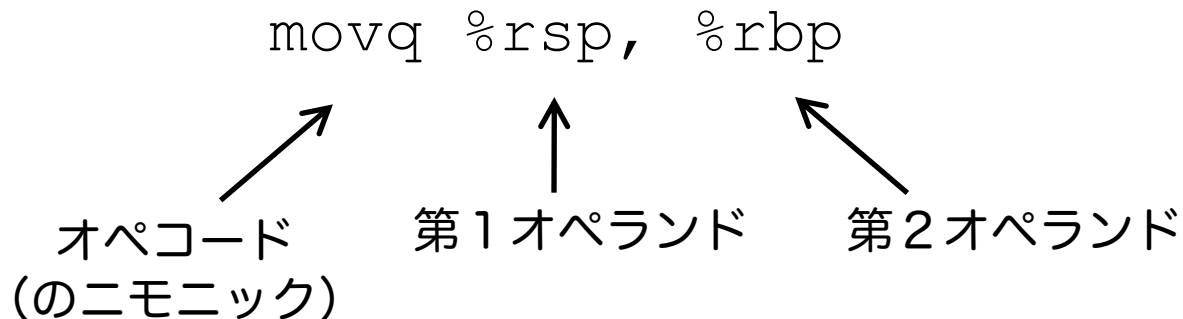 movq %rsp, %rbp
オペコード
(のニモニック)
第1オペランド
第2オペランド